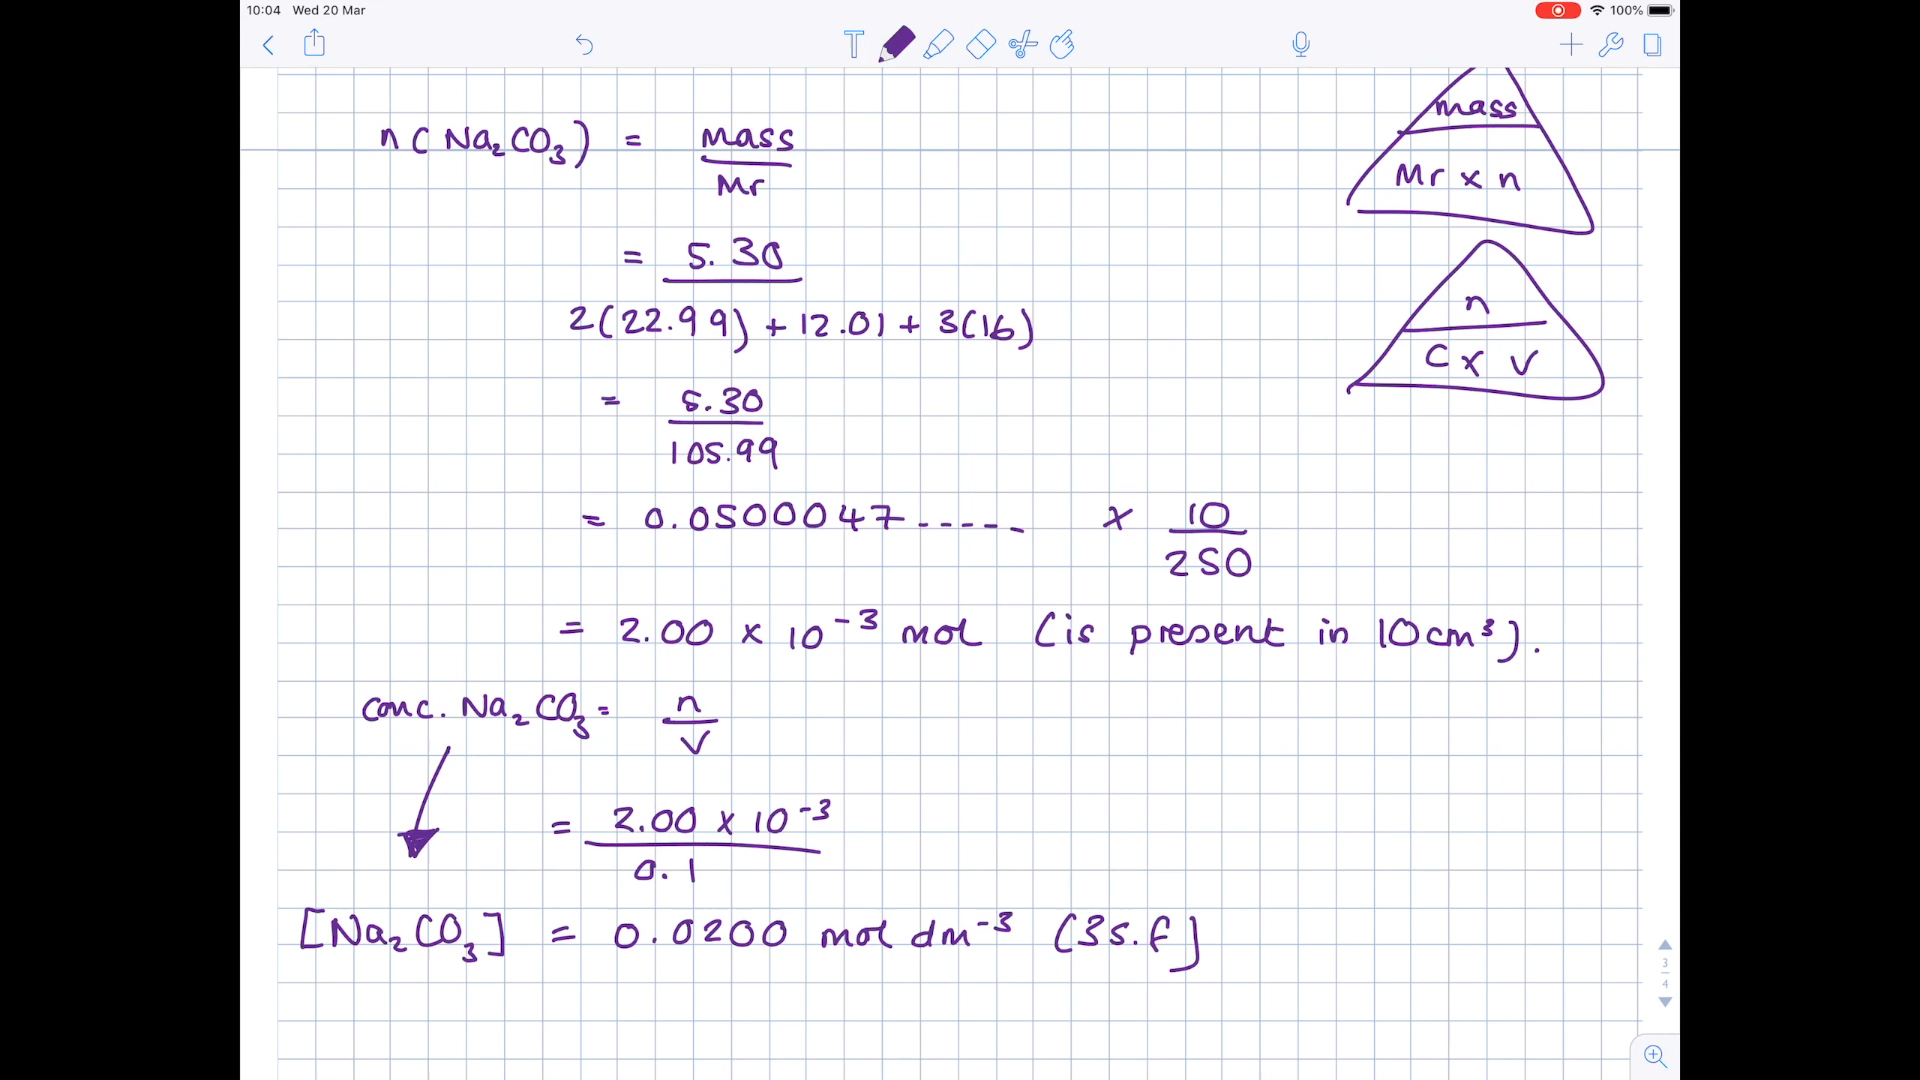 10:04 Wed 20 Mar 100%
T
mass
Mr x n
n ( Na₂CO₃) = mass
Mr
n
C x V
= 5.30
2(22.99) + 12.01 + 3(16)
= 5.30
105.99
= 0.0500047----- x 10
250
= 2.00 x 10⁻³ mol (is present in 10cm³).
conc. Na₂CO₃ = n
V
= 2.00 x 10⁻³
0.1
[Na₂CO₃] = 0.0200 mol dm⁻³ (3s.f]
3
4